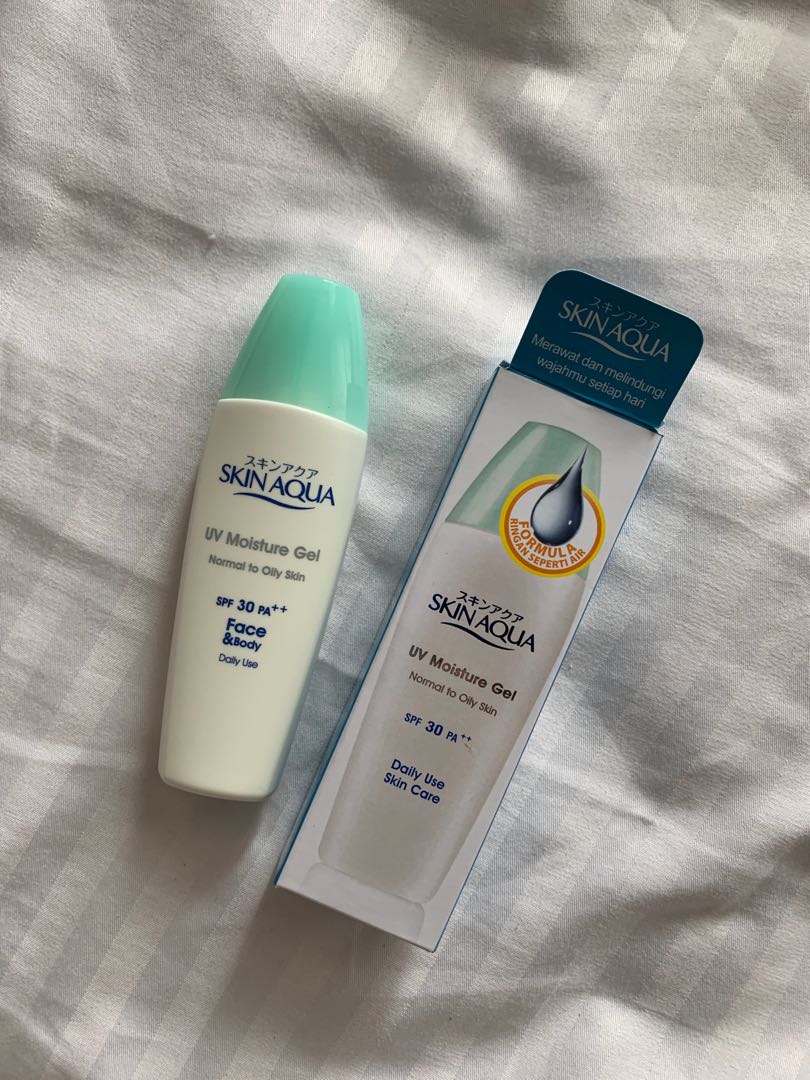 スキンアクア
SKIN AQUA
UV Moisture Gel
Normal to Oily Skin
SPF 30 PA++
Face
&Body
Daily Use
スキンアクア
SKIN AQUA
Merawat dan melindungi
wajahmu setiap hari
FORMULA
RINGAN SEPERTI AIR
スキンアクア
SKIN AQUA
UV Moisture Gel
Normal to Oily Skin
SPF 30 PA++
Daily Use
Skin Care